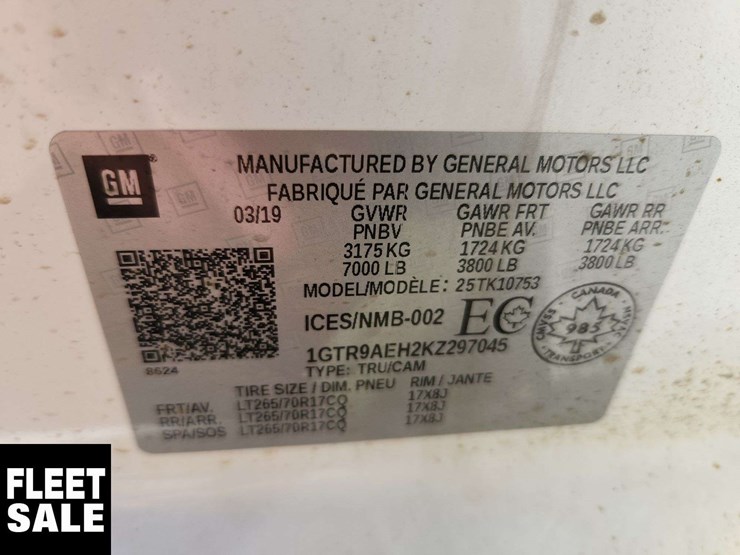 GM
MANUFACTURED BY GENERAL MOTORS LLC
FABRIQUÉ PAR GENERAL MOTORS LLC
03/19 GVWR GAWR FRT GAWR RR
PNBV PNBE AV. PNBE ARR.
3175 KG 1724 KG 1724 KG
7000 LB 3800 LB 3800 LB
MODEL/MODÈLE: 25TK10753
ICES/NMB-002 EC
CANADA
CMVSS NSVAC
985
1GTR9AEH2KZ297045
8624
TYPE: TRU/CAM
TIRE SIZE / DIM. PNEU RIM / JANTE
FRT/AV. LT265/70R17CQ 17X8J
RR/ARR. LT265/70R17CQ 17X8J
SPA/SOS LT265/70R17CQ 17X8J
FLEET
SALE